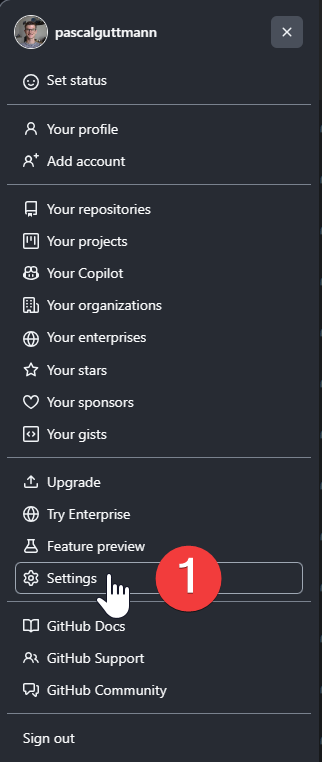 pascalguttmann
Set status
Your profile
Add account
Your repositories
Your projects
Your Copilot
Your organizations
Your enterprises
Your stars
Your sponsors
Your gists
Upgrade
Try Enterprise
Feature preview
Settings
1
GitHub Docs
GitHub Support
GitHub Community
Sign out